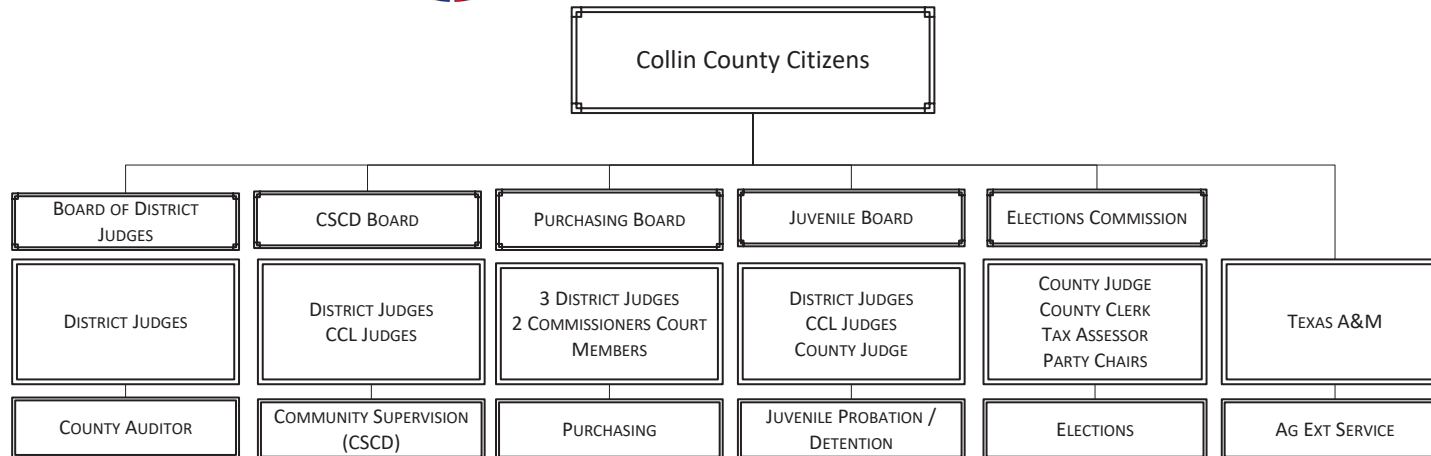 Collin County Citizens
BOARD OF DISTRICT
JUDGES
CSCD BOARD
PURCHASING BOARD
JUVENILE BOARD
ELECTIONS COMMISSION
DISTRICT JUDGES
DISTRICT JUDGES
CCL JUDGES
3 DISTRICT JUDGES
2 COMMISSIONERS COURT
MEMBERS
DISTRICT JUDGES
CCL JUDGES
COUNTY JUDGE
COUNTY JUDGE
COUNTY CLERK
TAX ASSESSOR
PARTY CHAIRS
TEXAS A&M
COUNTY AUDITOR
COMMUNITY SUPERVISION
(CSCD)
PURCHASING
JUVENILE PROBATION /
DETENTION
ELECTIONS
AG EXT SERVICE